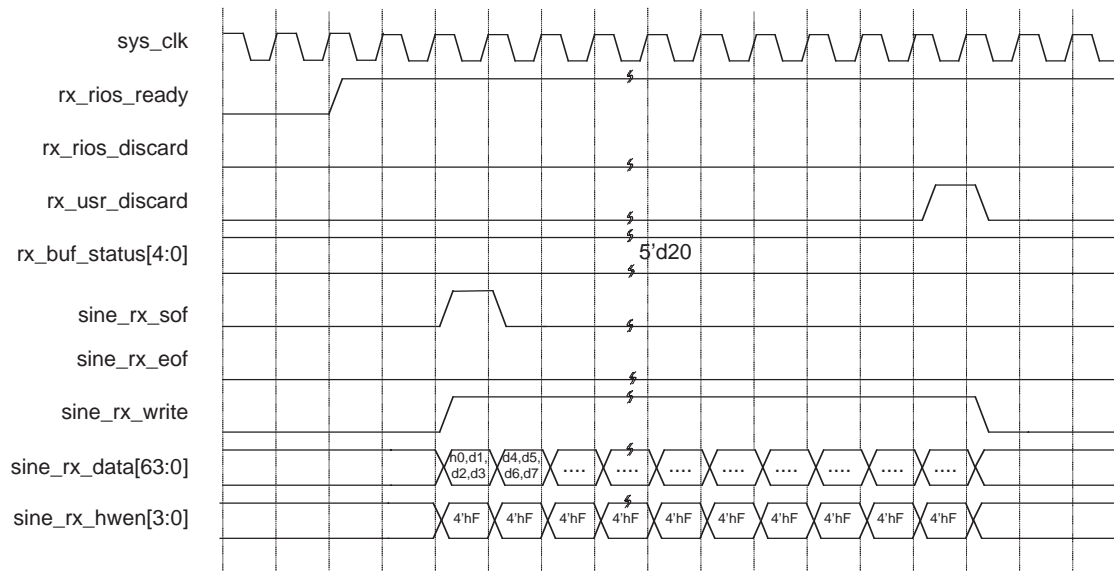 sys_clk
rx_rios_ready
rx_rios_discard
rx_usr_discard
rx_buf_status[4:0]
5’d20
sine_rx_sof
sine_rx_eof
sine_rx_write
sine_rx_data[63:0]
h0,d1, d4,d5, .... .... .... .... .... .... .... ....
d2,d3 d6,d7
sine_rx_hwen[3:0]
4’hF 4’hF 4’hF 4’hF 4’hF 4’hF 4’hF 4’hF 4’hF 4’hF